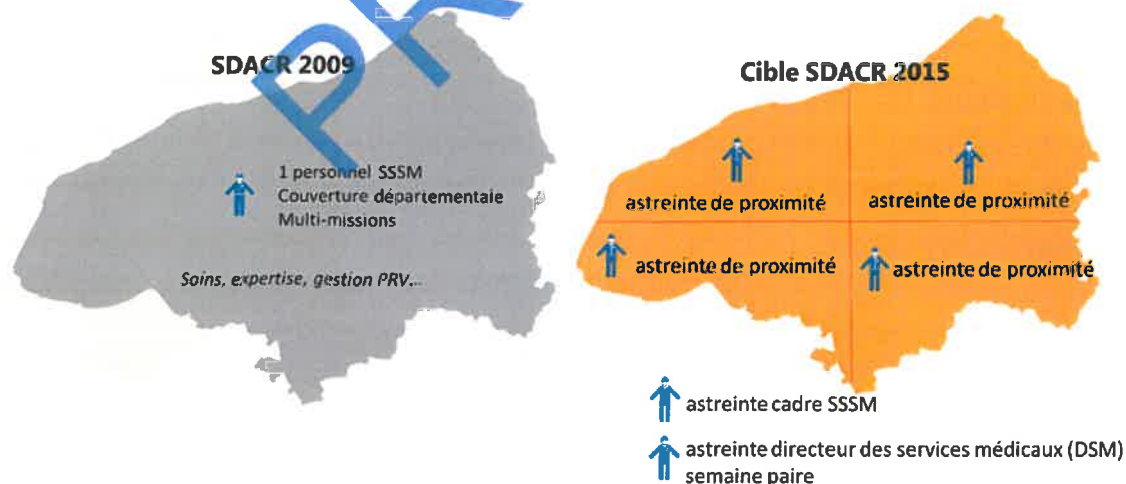 SDACR 2009
1 personnel SSSM
Couverture départementale
Multi-missions
Soins, expertise, gestion PRV...
Cible SDACR 2015
astreinte de proximité
astreinte de proximité
astreinte de proximité
astreinte de proximité
astreinte cadre SSSM
astreinte directeur des services médicaux (DSM)
semaine paire